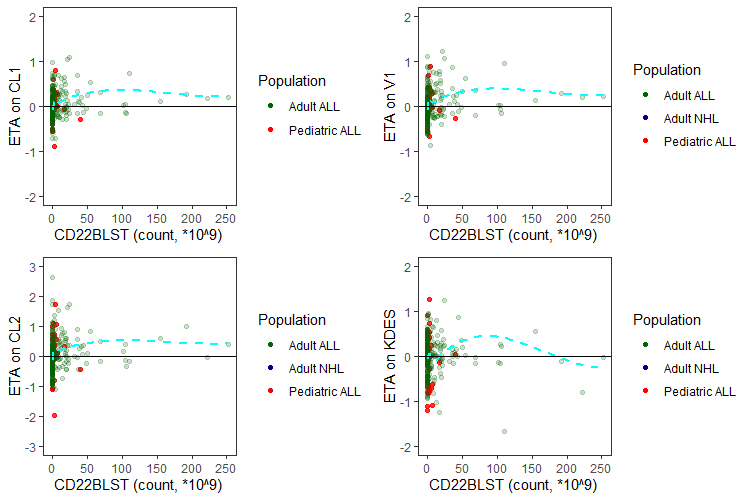 ETA on CL1
2
1
0
-1
-2
0 50 100 150 200 250
CD22BLST (count, *10^9)
Population
Adult ALL
Pediatric ALL
ETA on V1
2
1
0
-1
-2
0 50 100 150 200 250
CD22BLST (count, *10^9)
Population
Adult ALL
Adult NHL
Pediatric ALL
ETA on CL2
3
2
1
0
-1
-2
-3
0 50 100 150 200 250
CD22BLST (count, *10^9)
Population
Adult ALL
Adult NHL
Pediatric ALL
ETA on KDES
2
1
0
-1
-2
0 50 100 150 200 250
CD22BLST (count, *10^9)
Population
Adult ALL
Adult NHL
Pediatric ALL